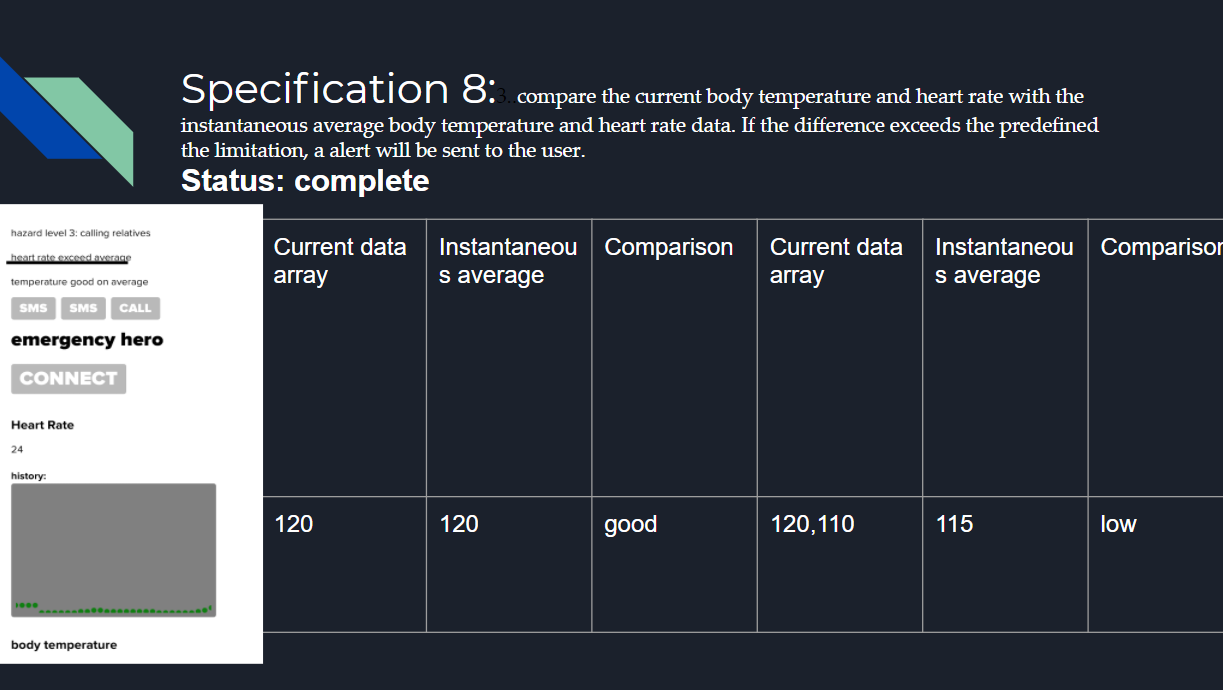 Specification 8:3..compare the current body temperature and heart rate with the
instantaneous average body temperature and heart rate data. If the difference exceeds the predefined
the limitation, a alert will be sent to the user.
Status: complete
hazard level 3: calling relatives
heart rate exceed average
temperature good on average
SMS SMS CALL
emergency hero
CONNECT
Heart Rate
24
history:
body temperature
Current data Instantaneou Comparison Current data Instantaneou Comparison
array s average array s average
120 120 good 120,110 115 low